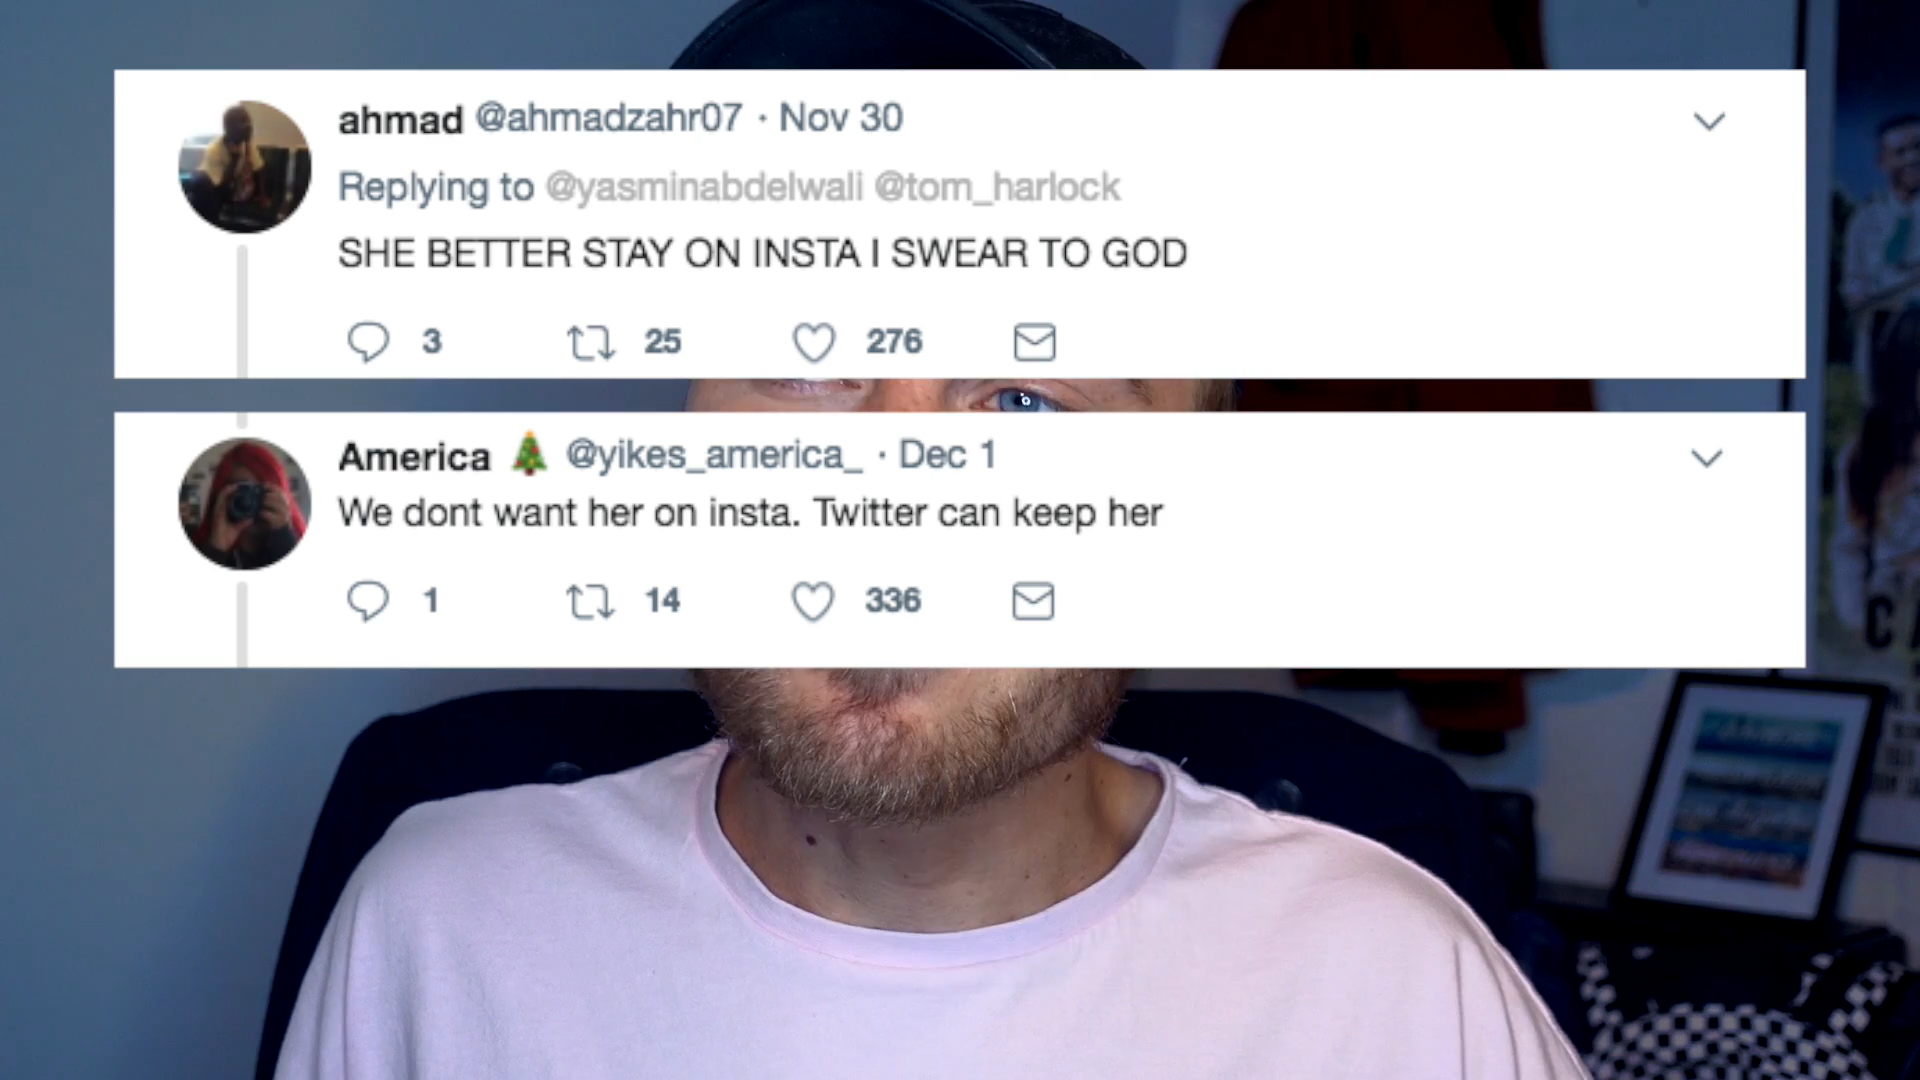 ahmad @ahmadzahr07 · Nov 30
Replying to @yasminabdelwali @tom_harlock
SHE BETTER STAY ON INSTA I SWEAR TO GOD
3 25 276
America 🎄 @yikes_america_ · Dec 1
We dont want her on insta. Twitter can keep her
1 14 336